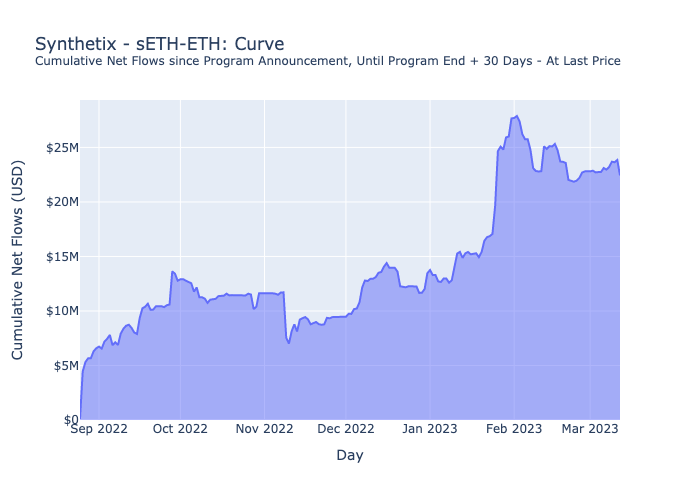 Synthetix - sETH-ETH: Curve
Cumulative Net Flows since Program Announcement, Until Program End + 30 Days - At Last Price
Cumulative Net Flows (USD)
$25M
$20M
$15M
$10M
$5M
$0
Sep 2022
Oct 2022
Nov 2022
Dec 2022
Jan 2023
Feb 2023
Mar 2023
Day